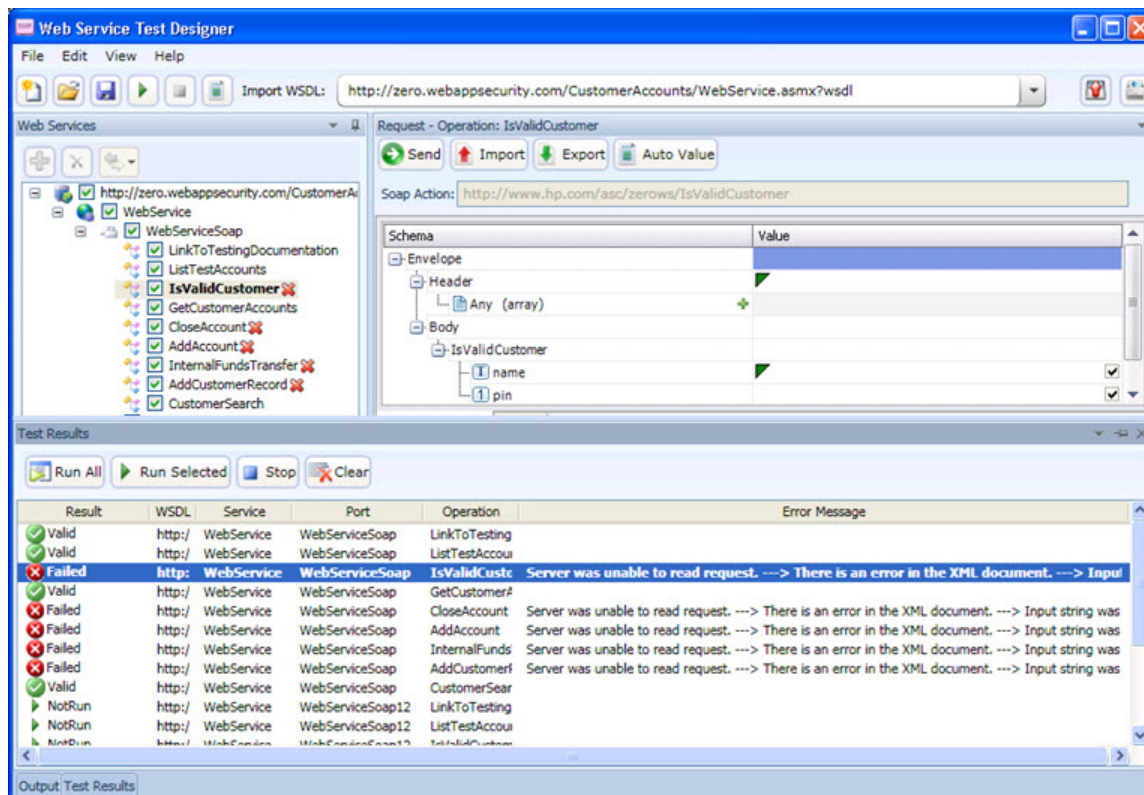 Web Service Test Designer
File Edit View Help
Import WSDL: http://zero.webappsecurity.com/CustomerAccounts/WebService.asmx?wsdl
Web Services
http://zero.webappsecurity.com/CustomerA
WebService
WebServiceSoap
LinkToTestingDocumentation
ListTestAccounts
IsValidCustomer
GetCustomerAccounts
CloseAccount
AddAccount
InternalFundsTransfer
AddCustomerRecord
CustomerSearch
Request - Operation: IsValidCustomer
Send Import Export Auto Value
Soap Action: http://www.hp.com/asc/zerows/IsValidCustomer
Schema Value
Envelope
Header
Any (array)
Body
IsValidCustomer
name
1 pin
Test Results
Run All Run Selected Stop Clear
Result WSDL Service Port Operation Error Message
Valid http:/ WebService WebServiceSoap LinkToTesting
Valid http:/ WebService WebServiceSoap ListTestAccou
Failed http: WebService WebServiceSoap IsValidCusto Server was unable to read request. ---> There is an error in the XML document. ---> Input
Valid http:/ WebService WebServiceSoap GetCustomerA
Failed http:/ WebService WebServiceSoap CloseAccount Server was unable to read request. ---> There is an error in the XML document. ---> Input string was
Failed http:/ WebService WebServiceSoap AddAccount Server was unable to read request. ---> There is an error in the XML document. ---> Input string was
Failed http:/ WebService WebServiceSoap InternalFunds Server was unable to read request. ---> There is an error in the XML document. ---> Input string was
Failed http:/ WebService WebServiceSoap AddCustomerF Server was unable to read request. ---> There is an error in the XML document. ---> Input string was
Valid http:/ WebService WebServiceSoap CustomerSear
NotRun http:/ WebService WebServiceSoap12 LinkToTesting
NotRun http:/ WebService WebServiceSoap12 ListTestAccou
NotRun http:/ WebService WebServiceSoap12 IsValidCustom
Output Test Results